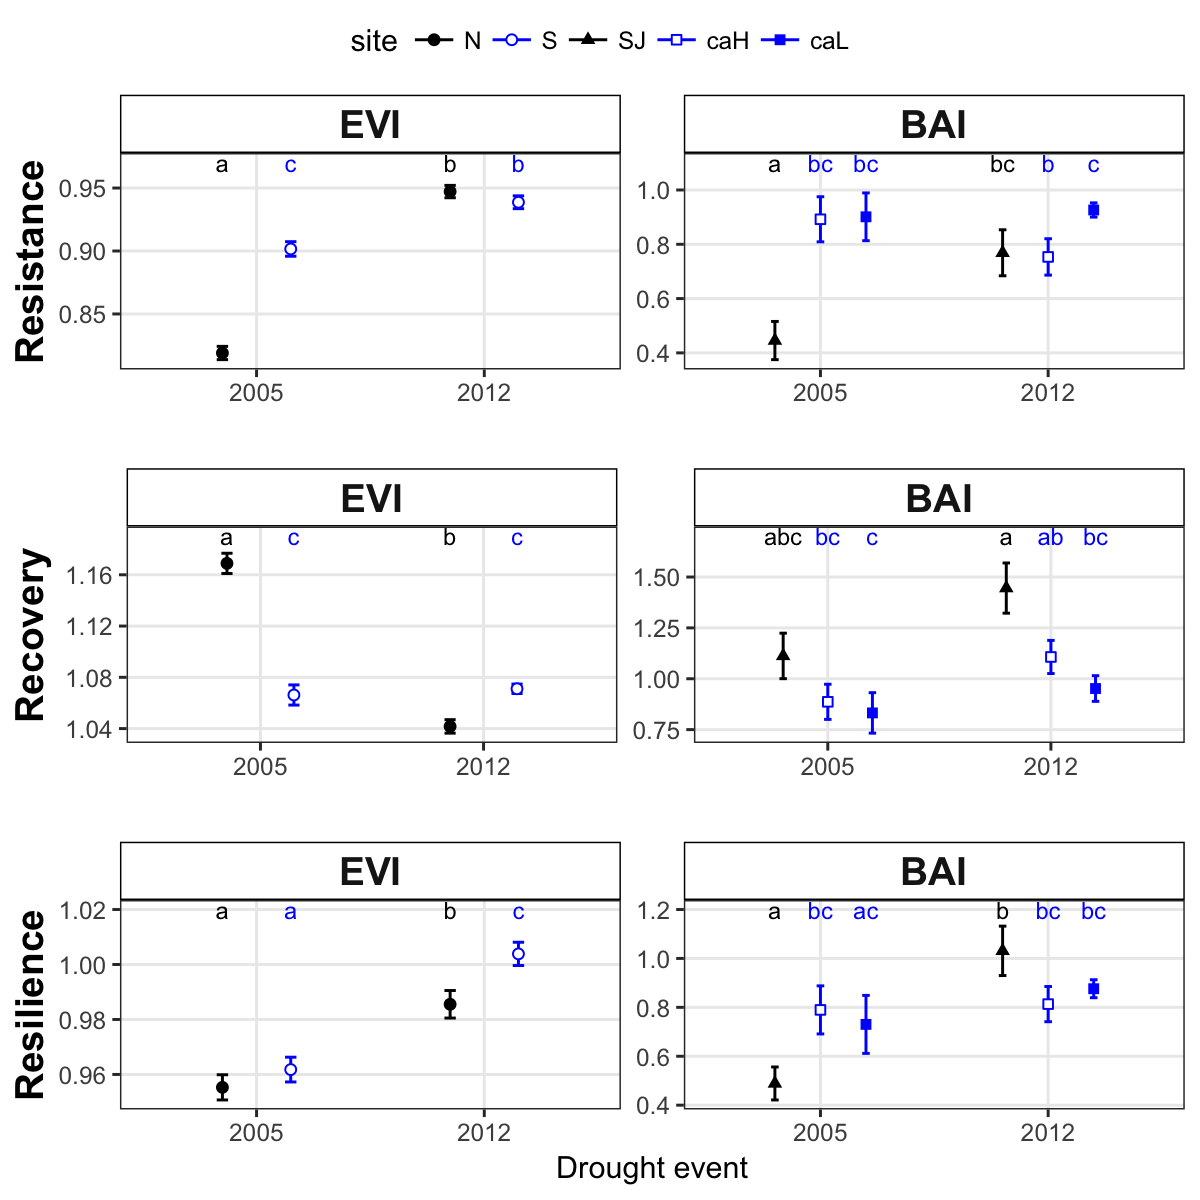 site N S SJ caH caL
EVI BAI
Resistance
a c b b
a bc bc bc b c
0.95
0.90
0.85
1.0
0.8
0.6
0.4
2005 2012 2005 2012
EVI BAI
Recovery
a c b c
abc bc c a ab bc
1.16
1.12
1.08
1.04
1.50
1.25
1.00
0.75
2005 2012 2005 2012
EVI BAI
Resilience
a a b c
a bc ac b bc bc
1.02
1.00
0.98
0.96
1.2
1.0
0.8
0.6
0.4
2005 2012 2005 2012
Drought event